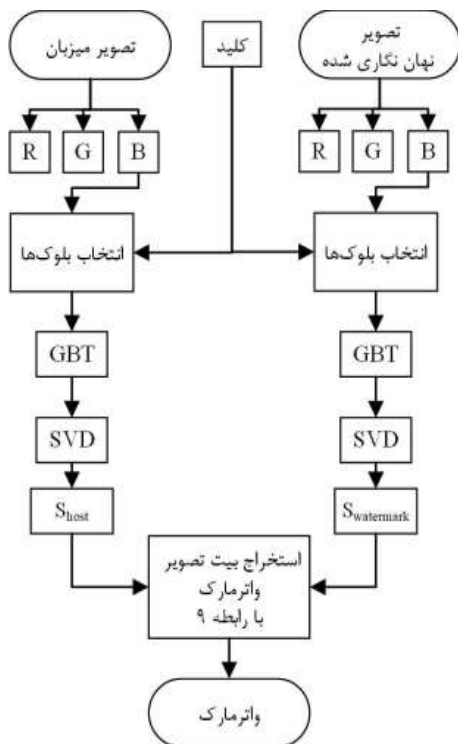 تصویر میزبان
کلید
تصویر
نهان نگاری شده
R
G
B
R
G
B
انتخاب بلوک‌ها
انتخاب بلوک‌ها
GBT
GBT
SVD
SVD
Shost
Swatermark
استخراج بیت تصویر
واترمارک
با رابطه ۹
واترمارک